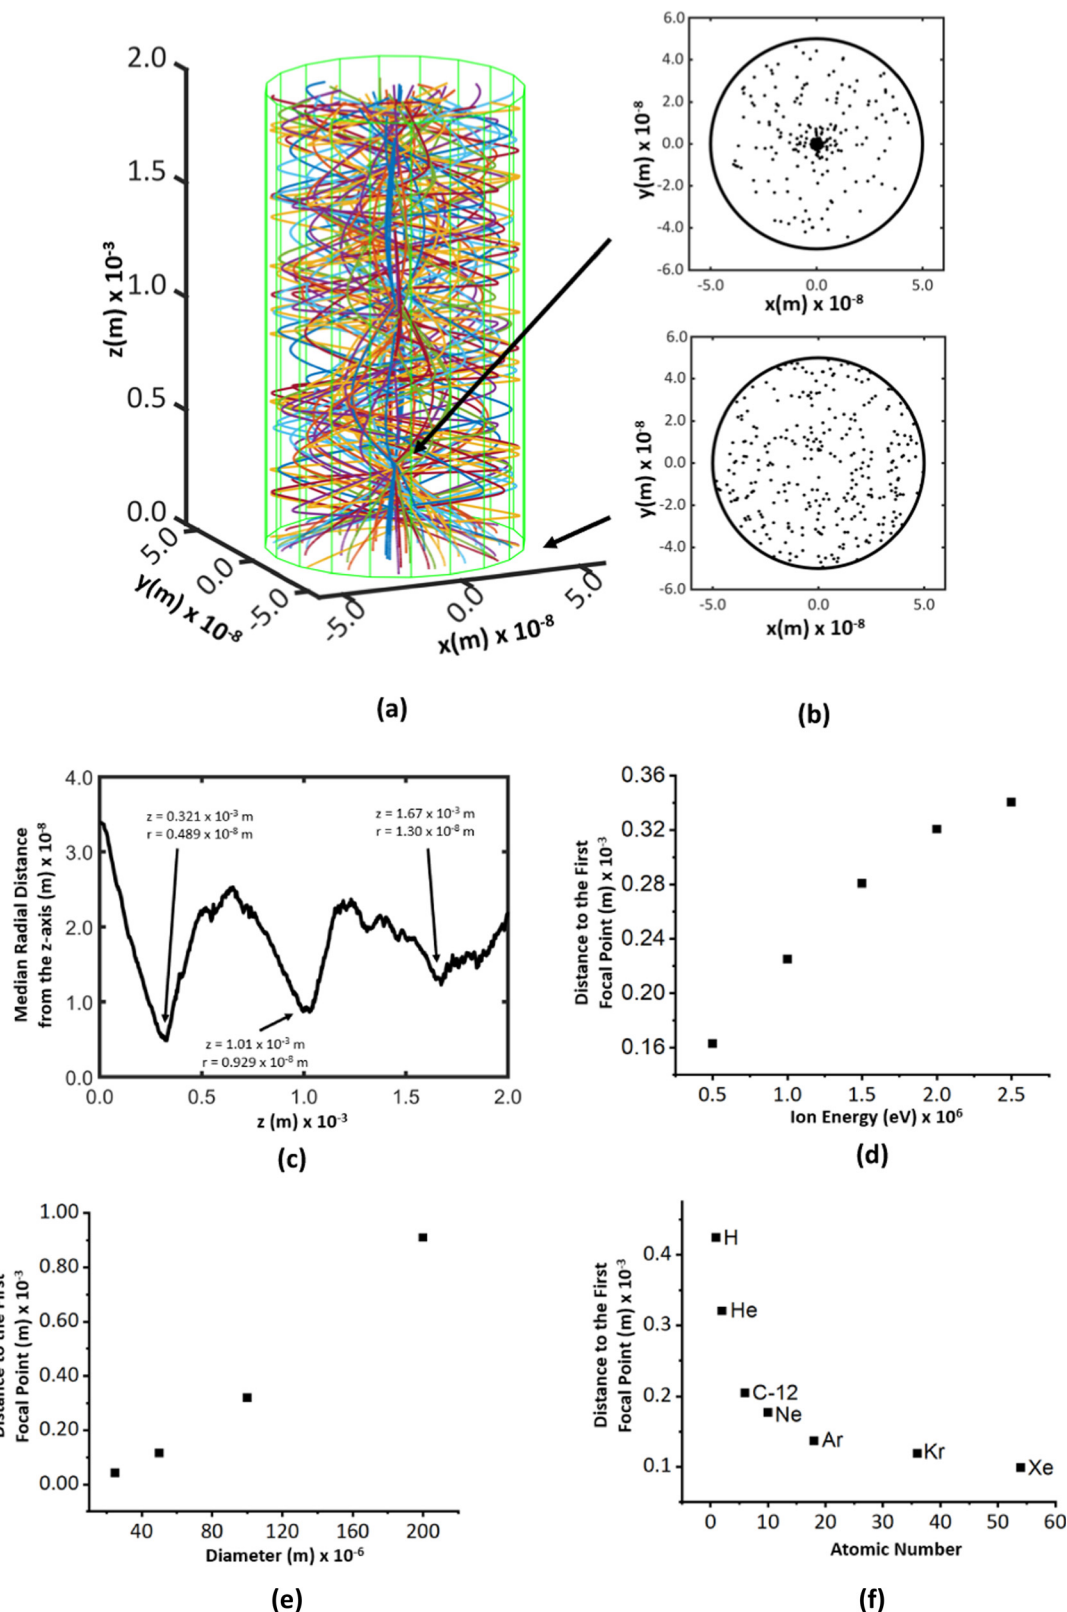 2.0
1.5
1.0
0.5
0.0
z(m) x 10-3
5.0
0.0
-5.0
y(m) x 10-8
-5.0
0.0
5.0
x(m) x 10-8
(a)
6.0
4.0
2.0
0.0
-2.0
-4.0
-6.0
y(m) x 10-8
-5.0 0.0 5.0
x(m) x 10-8
6.0
4.0
2.0
0.0
-2.0
-4.0
-6.0
y(m) x 10-8
-5.0 0.0 5.0
x(m) x 10-8
(b)
4.0
3.0
2.0
1.0
0.0
Median Radial Distance
from the z-axis (m) x 10-8
z = 0.321 x 10-3 m
r = 0.489 x10-8 m
z = 1.67 x 10-3 m
r = 1.30 x 10-8 m
z = 1.01 x 10-3 m
r = 0.929 x 10-8 m
0.0 0.5 1.0 1.5 2.0
z (m) x 10-3
(c)
0.36
0.32
0.28
0.24
0.20
0.16
Distance to the First
Focal Point (m) x 10-3
0.5 1.0 1.5 2.0 2.5
Ion Energy (eV) x 106
(d)
1.00
0.80
0.60
0.40
0.20
0.00
to the First
Focal Point (m) x 10-3
40 80 120 160 200
Diameter (m) x 10-6
(e)
0.4
0.3
0.2
0.1
Distance to the First
Focal Point (m) x 10-3
H
He
C-12
Ne
Ar
Kr
Xe
0 10 20 30 40 50 60
Atomic Number
(f)